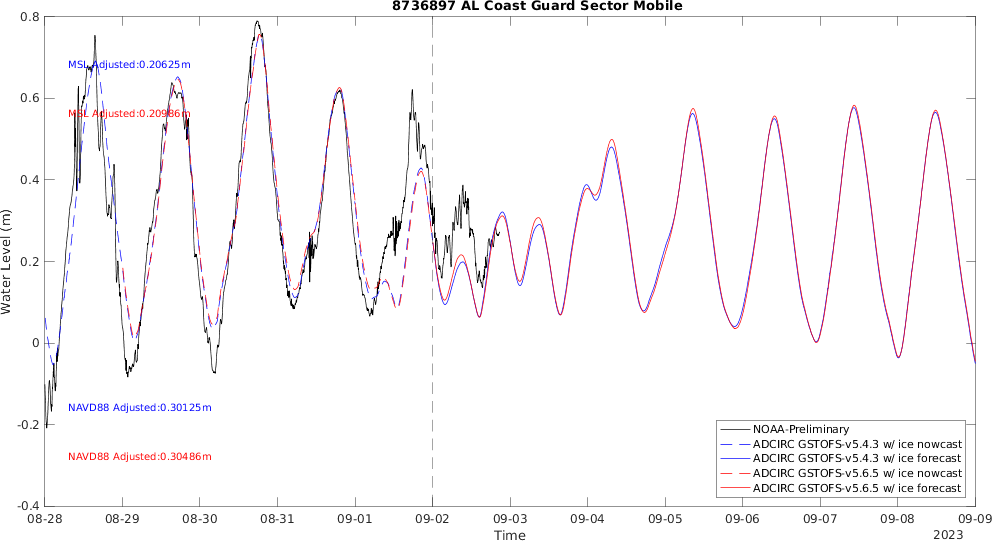 8736897 AL Coast Guard Sector Mobile
0.8
0.6
0.4
0.2
0
-0.2
-0.4
Water Level (m)
MSL Adjusted:0.20625m
MSL Adjusted:0.20986m
NAVD88 Adjusted:0.30125m
NAVD88 Adjusted:0.30486m
NOAA-Preliminary
ADCIRC GSTOFS-v5.4.3 w/ ice nowcast
ADCIRC GSTOFS-v5.4.3 w/ ice forecast
ADCIRC GSTOFS-v5.6.5 w/ ice nowcast
ADCIRC GSTOFS-v5.6.5 w/ ice forecast
08-28 08-29 08-30 08-31 09-01 09-02 09-03 09-04 09-05 09-06 09-07 09-08 09-09
Time
2023